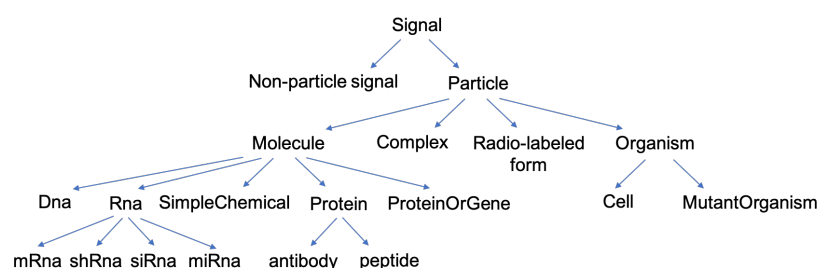 Signal
Non-particle signal Particle
Molecule Complex Radio-labeled form Organism
Dna Rna SimpleChemical Protein ProteinOrGene Cell MutantOrganism
mRna shRna siRna miRna antibody peptide